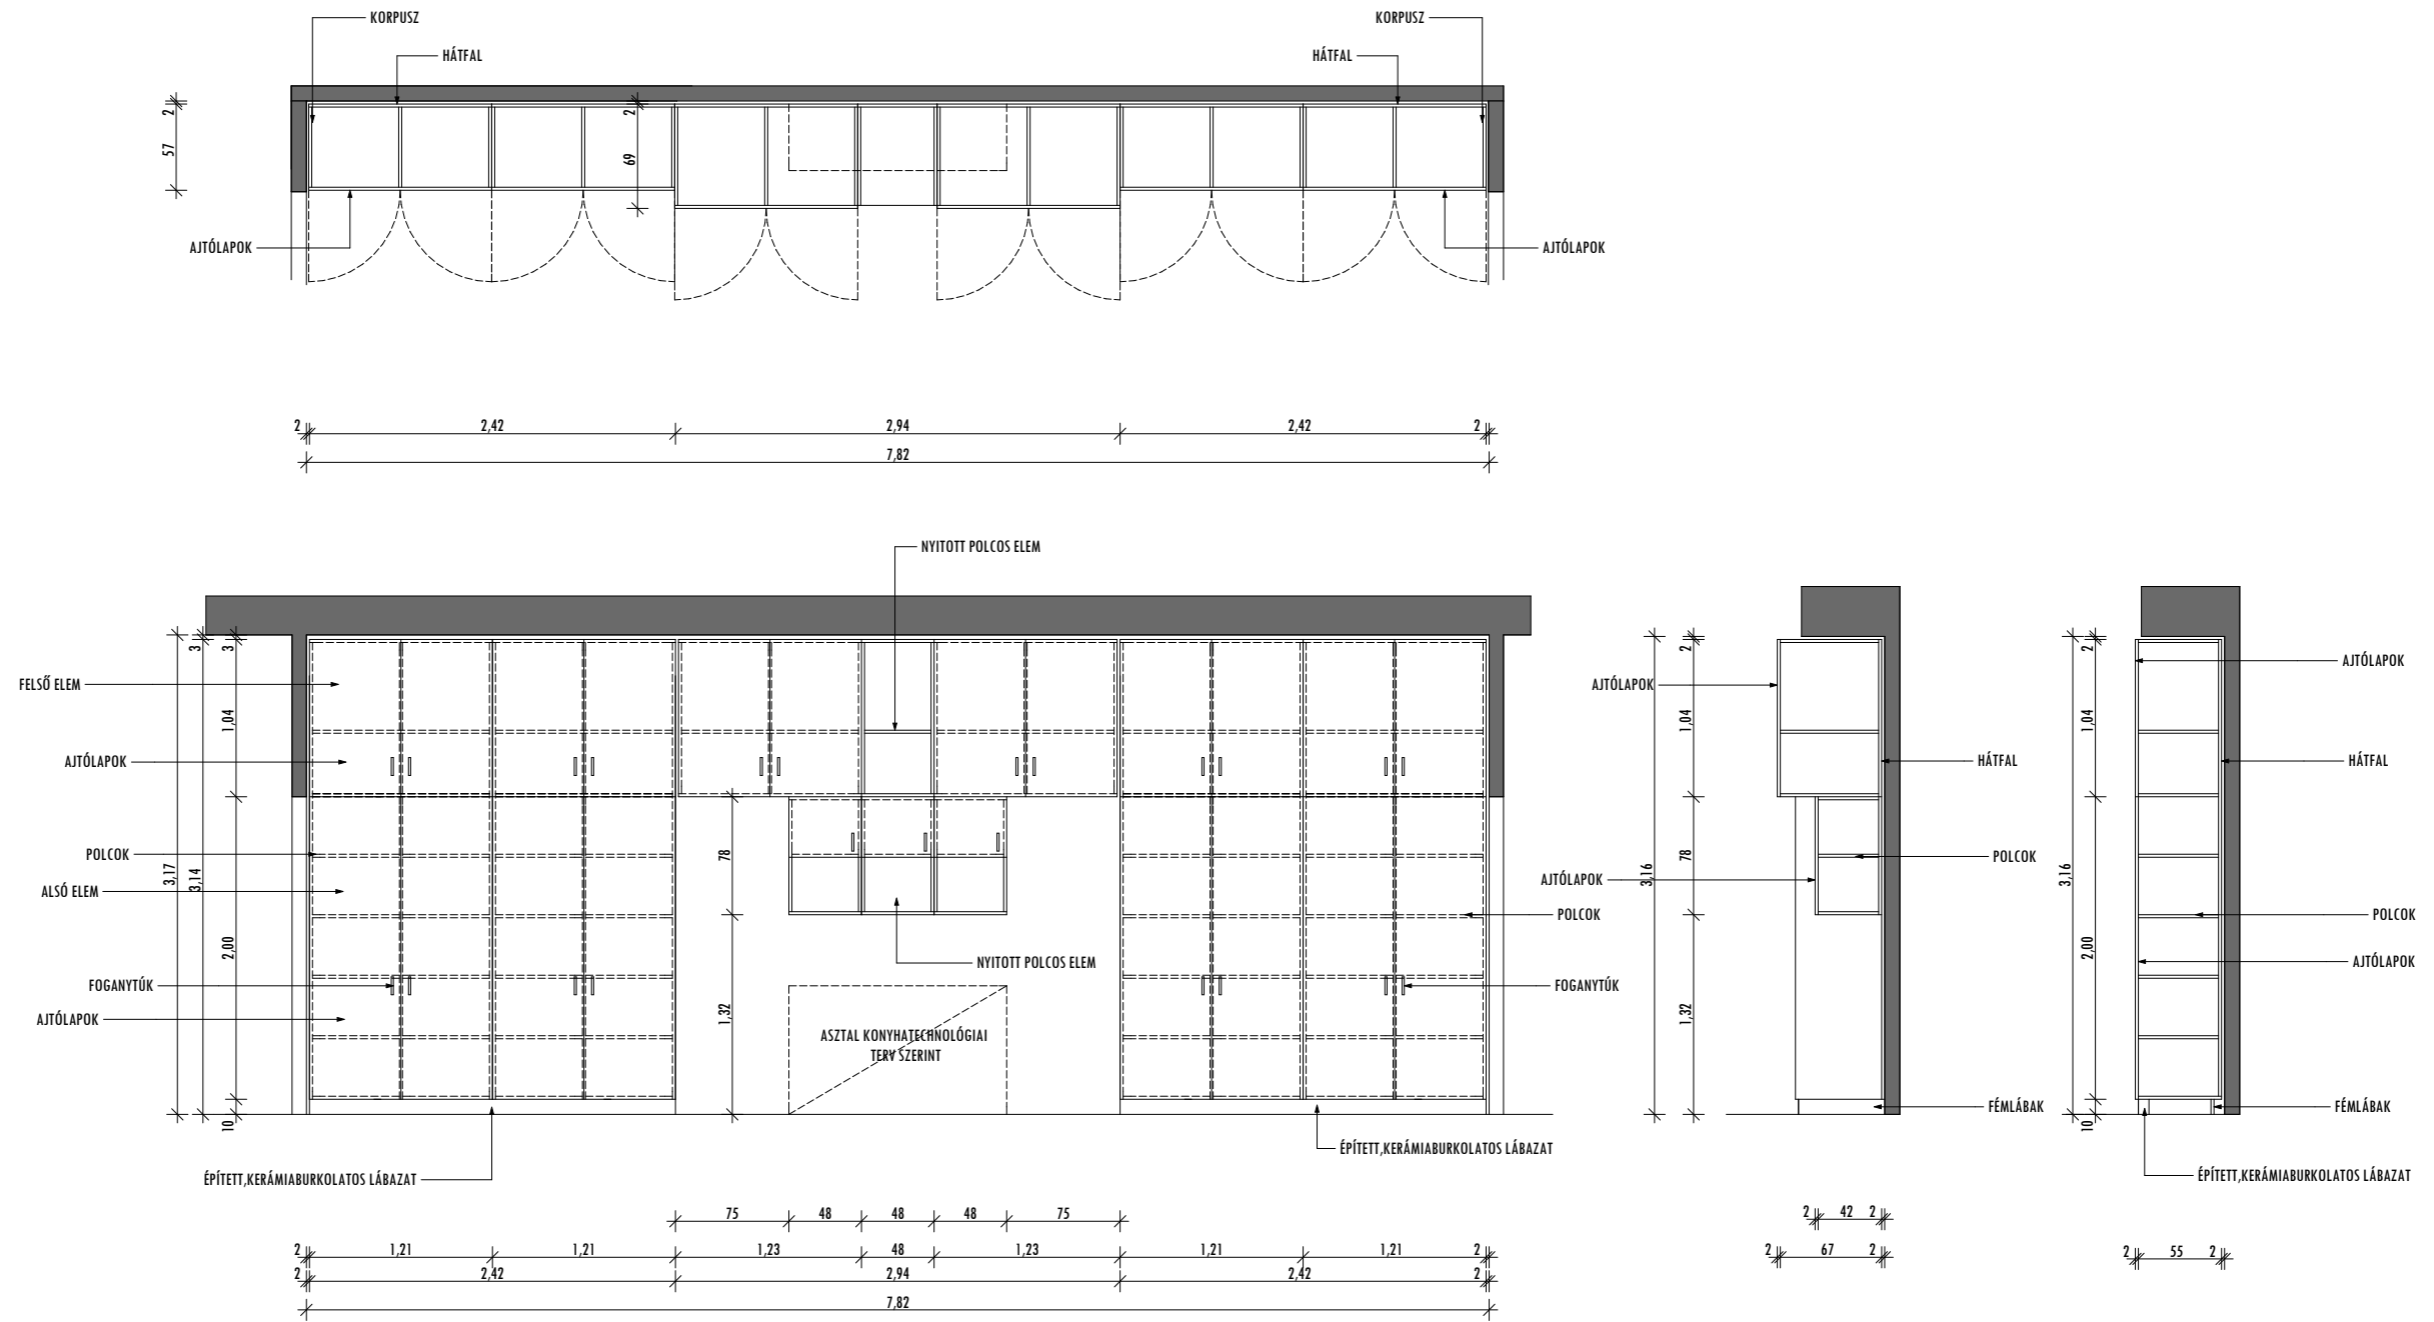 KORPUSZ
KORPUSZ
HÁTFAL
HÁTFAL
2
57
2
69
AJTÓLAPOK
AJTÓLAPOK
2
2,42
2,94
2,42
2
7,82
NYITOTT POLCOS ELEM
FELSŐ ELEM
AJTÓLAPOK
POLCOK
ALSÓ ELEM
FOGANYTÚK
AJTÓLAPOK
3,17
3
3,14
3
1,04
2,00
10
78
1,32
NYITOTT POLCOS ELEM
ASZTAL KONYHATECHNOLÓGIAI
TERV SZERINT
POLCOK
FOGANYTÚK
ÉPÍTETT,KERÁMIABURKOLATOS LÁBAZAT
ÉPÍTETT,KERÁMIABURKOLATOS LÁBAZAT
75
48
48
48
75
2
1,21
1,21
1,23
48
1,23
1,21
1,21
2
2
2,42
2,94
2,42
2
7,82
AJTÓLAPOK
AJTÓLAPOK
3,16
2
1,04
78
1,32
HÁTFAL
POLCOK
FÉMLÁBAK
2
42
2
2
67
2
3,16
2
1,04
2,00
10
AJTÓLAPOK
HÁTFAL
POLCOK
AJTÓLAPOK
FÉMLÁBAK
ÉPÍTETT,KERÁMIABURKOLATOS LÁBAZAT
2
55
2